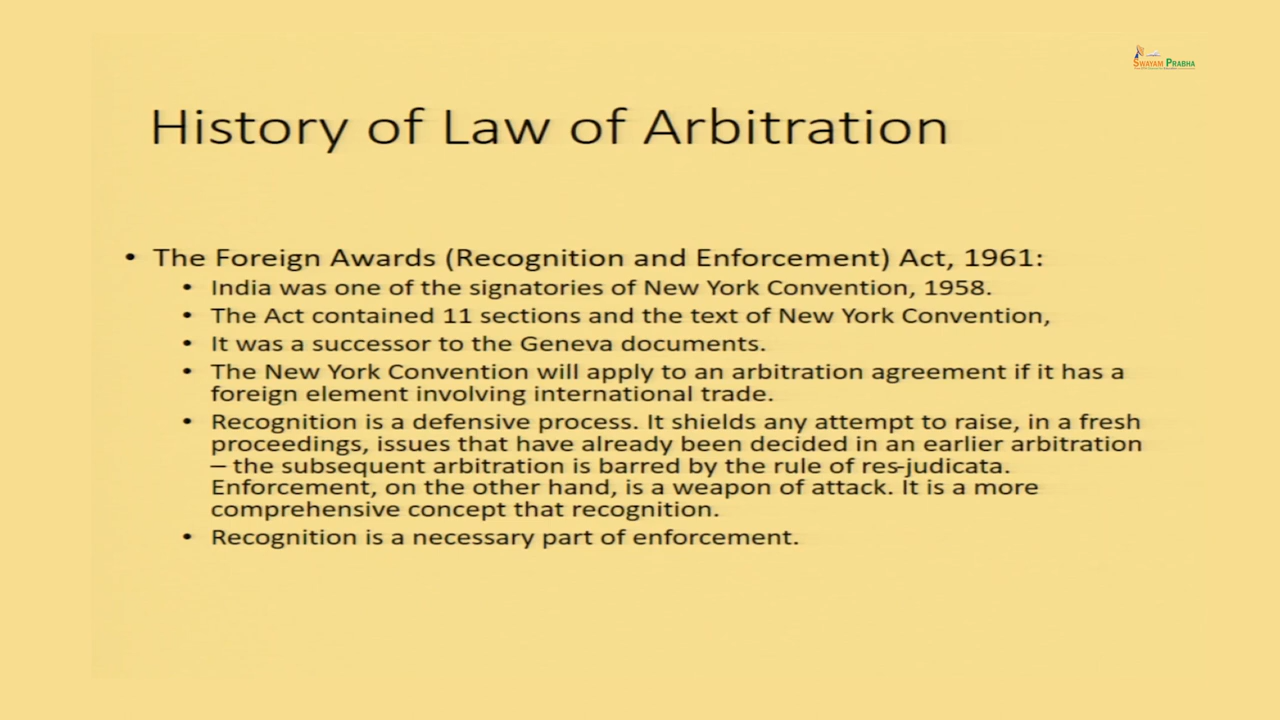 SWAYAM PRABHA
History of Law of Arbitration
• The Foreign Awards (Recognition and Enforcement) Act, 1961:
• India was one of the signatories of New York Convention, 1958.
• The Act contained 11 sections and the text of New York Convention,
• It was a successor to the Geneva documents.
• The New York Convention will apply to an arbitration agreement if it has a
foreign element involving international trade.
• Recognition is a defensive process. It shields any attempt to raise, in a fresh
proceedings, issues that have already been decided in an earlier arbitration
– the subsequent arbitration is barred by the rule of res-judicata.
Enforcement, on the other hand, is a weapon of attack. It is a more
comprehensive concept that recognition.
• Recognition is a necessary part of enforcement.